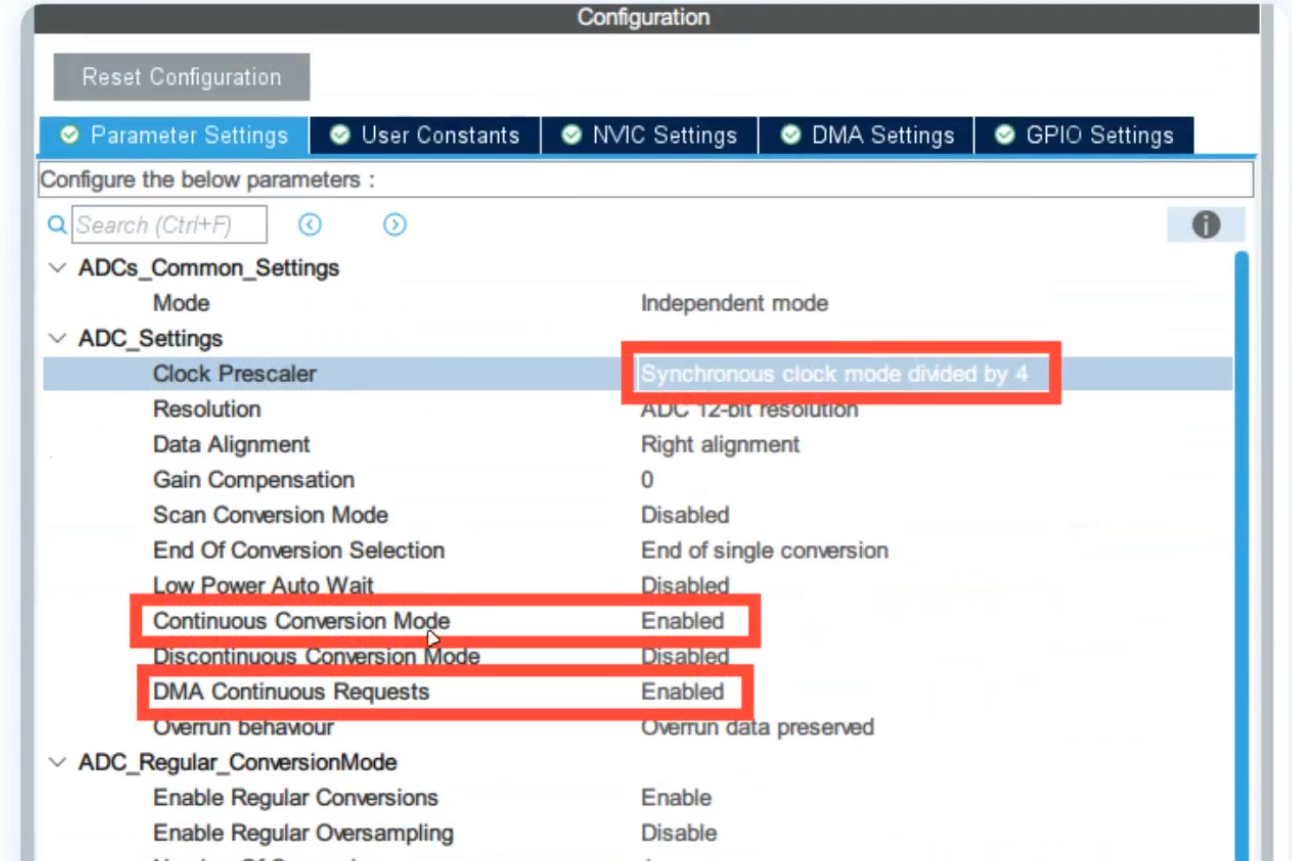 Configuration
Reset Configuration
Parameter Settings User Constants NVIC Settings DMA Settings GPIO Settings
Configure the below parameters :
Search (Ctrl+F)
ADCs_Common_Settings
Mode Independent mode
ADC_Settings
Clock Prescaler Synchronous clock mode divided by 4
Resolution ADC 12-bit resolution
Data Alignment Right alignment
Gain Compensation 0
Scan Conversion Mode Disabled
End Of Conversion Selection End of single conversion
Low Power Auto Wait Disabled
Continuous Conversion Mode Enabled
Discontinuous Conversion Mode Disabled
DMA Continuous Requests Enabled
Overrun behaviour Overrun data preserved
ADC_Regular_ConversionMode
Enable Regular Conversions Enable
Enable Regular Oversampling Disable